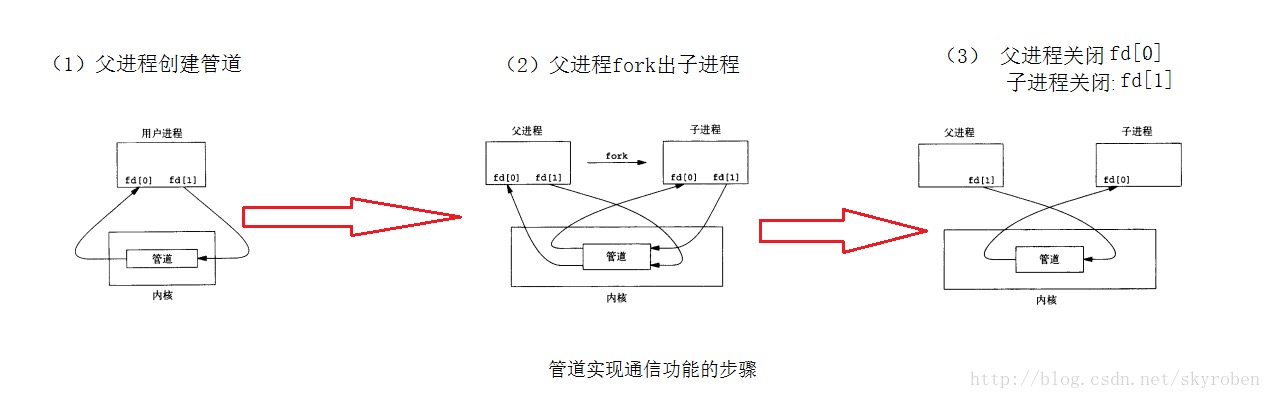 （1）父进程创建管道
（2）父进程fork出子进程
（3） 父进程关闭 fd[0]
子进程关闭: fd[1]
用户进程
fd[0] fd[1]
管道
内核
父进程
子进程
fork
fd[0] fd[1]
fd[0] fd[1]
管道
内核
父进程
子进程
fd[1]
fd[0]
管道
内核
管道实现通信功能的步骤
http://blog.csdn.net/skyroben